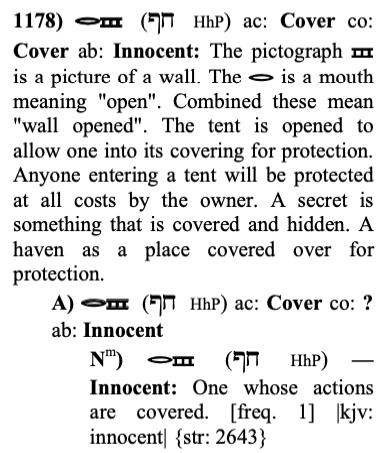 1178) (חף HhP) ac: Cover co:
Cover ab: Innocent: The pictograph
is a picture of a wall. The is a mouth
meaning "open". Combined these mean
"wall opened". The tent is opened to
allow one into its covering for protection.
Anyone entering a tent will be protected
at all costs by the owner. A secret is
something that is covered and hidden. A
haven as a place covered over for
protection.
A) (חף HhP) ac: Cover co: ?
ab: Innocent
Nᵐ) (חף HhP) —
Innocent: One whose actions
are covered. [freq. 1] |kjv:
innocent| {str: 2643}